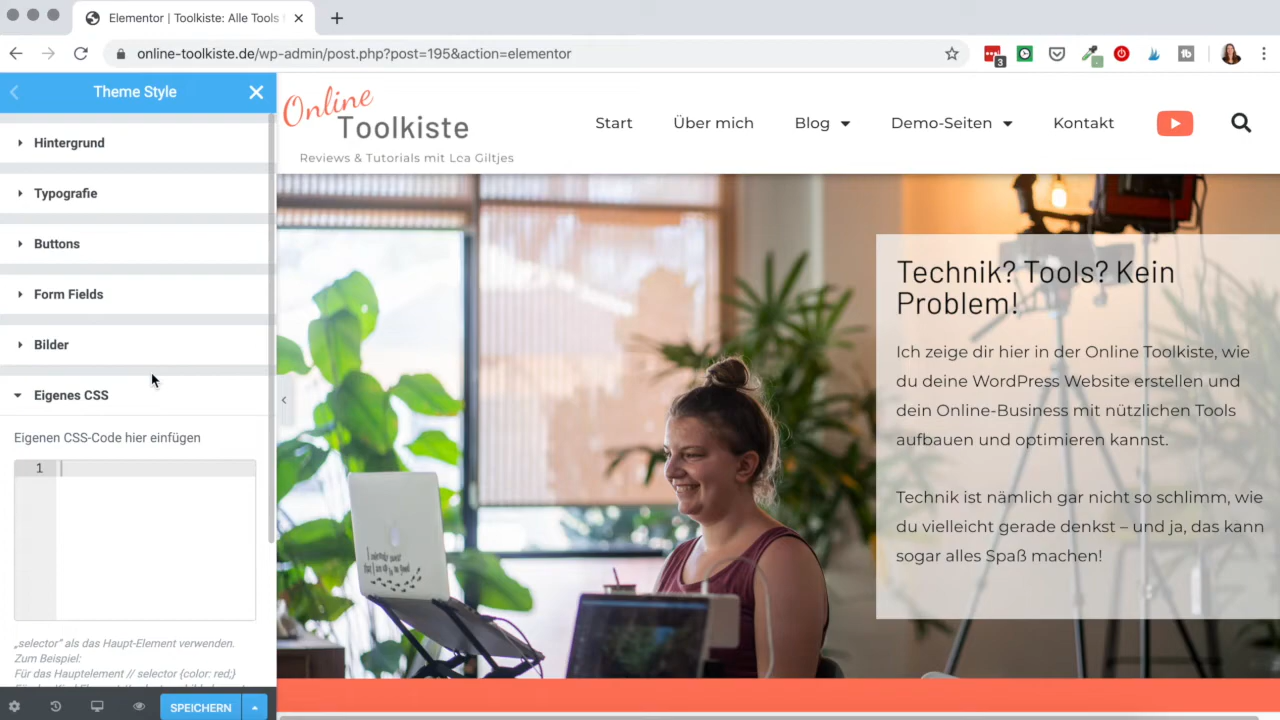 Elementor | Toolkiste: Alle Tools
online-toolkiste.de/wp-admin/post.php?post=195&action=elementor
3
Theme Style
Hintergrund
Typografie
Buttons
Form Fields
Bilder
Eigenes CSS
Eigenen CSS-Code hier einfügen
1
„selector“ als das Haupt-Element verwenden.
Zum Beispiel:
Für das Hauptelement // selector {color: red;}
SPEICHERN
Online
Toolkiste
Reviews & Tutorials mit Lea Giltjes
Start Über mich Blog Demo-Seiten Kontakt
Technik? Tools? Kein
Problem!
Ich zeige dir hier in der Online Toolkiste, wie
du deine WordPress Website erstellen und
dein Online-Business mit nützlichen Tools
aufbauen und optimieren kannst.
Technik ist nämlich gar nicht so schlimm, wie
du vielleicht gerade denkst – und ja, das kann
sogar alles Spaß machen!